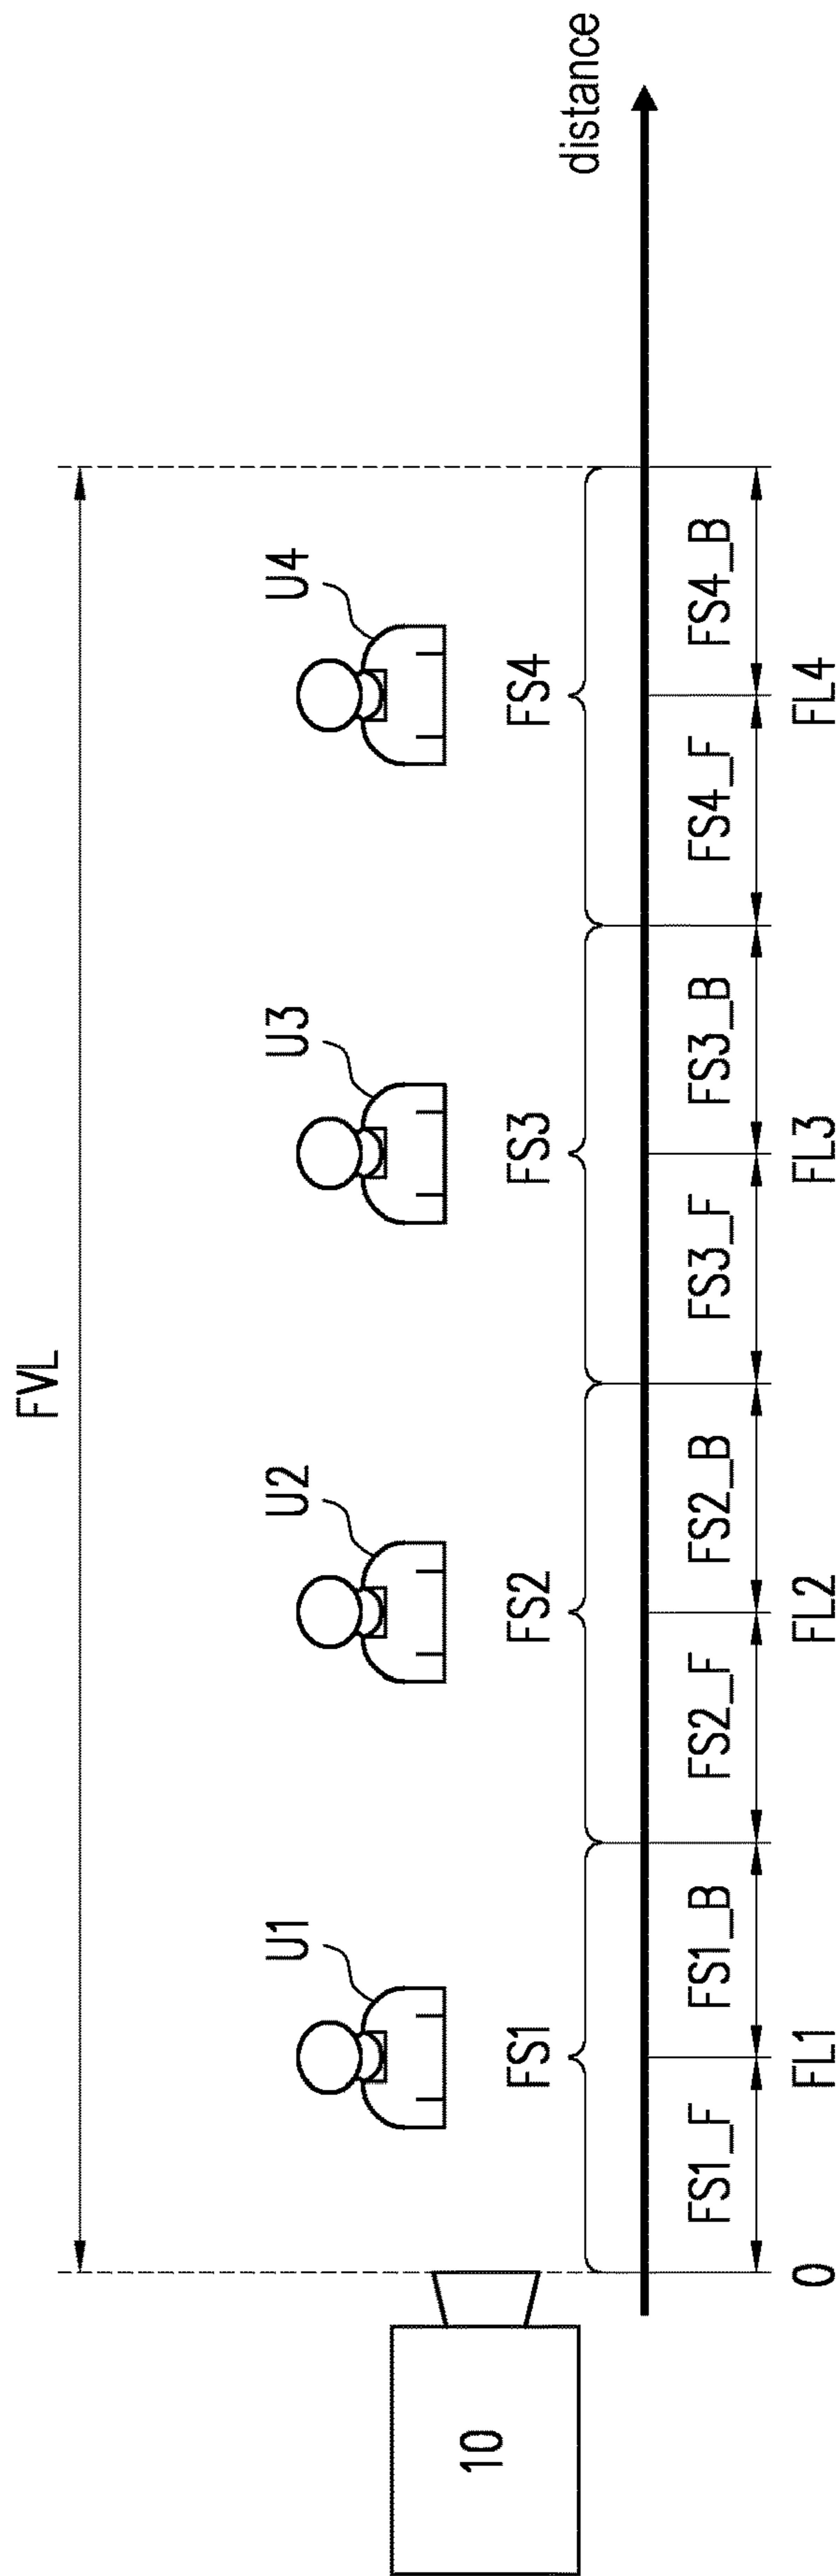 FVL
U1 U2 U3 U4
10
FS1 FS2 FS3 FS4
distance
FS1_F FS1_B FS2_F FS2_B FS3_F FS3_B FS4_F FS4_B
0 FL1 FL2 FL3 FL4